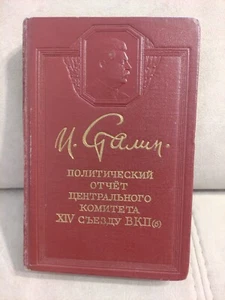 И. Сталин.
ПОЛИТИЧЕСКИЙ
ОТЧЁТ
ЦЕНТРАЛЬНОГО
КОМИТЕТА
XIV СЪЕЗДУ ВКП(б)